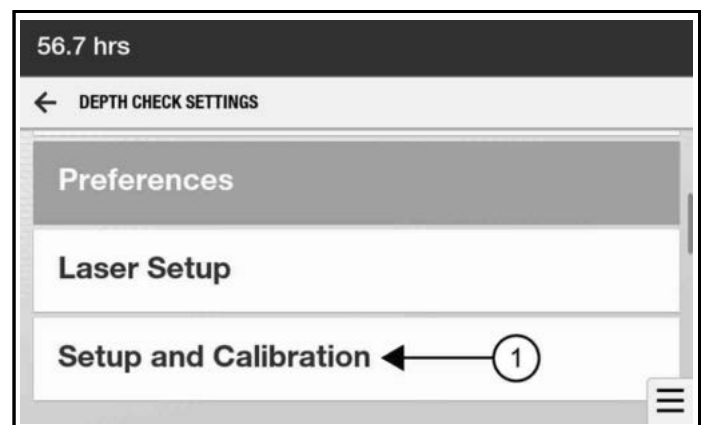 56.7 hrs
← DEPTH CHECK SETTINGS
Preferences
Laser Setup
Setup and Calibration 1